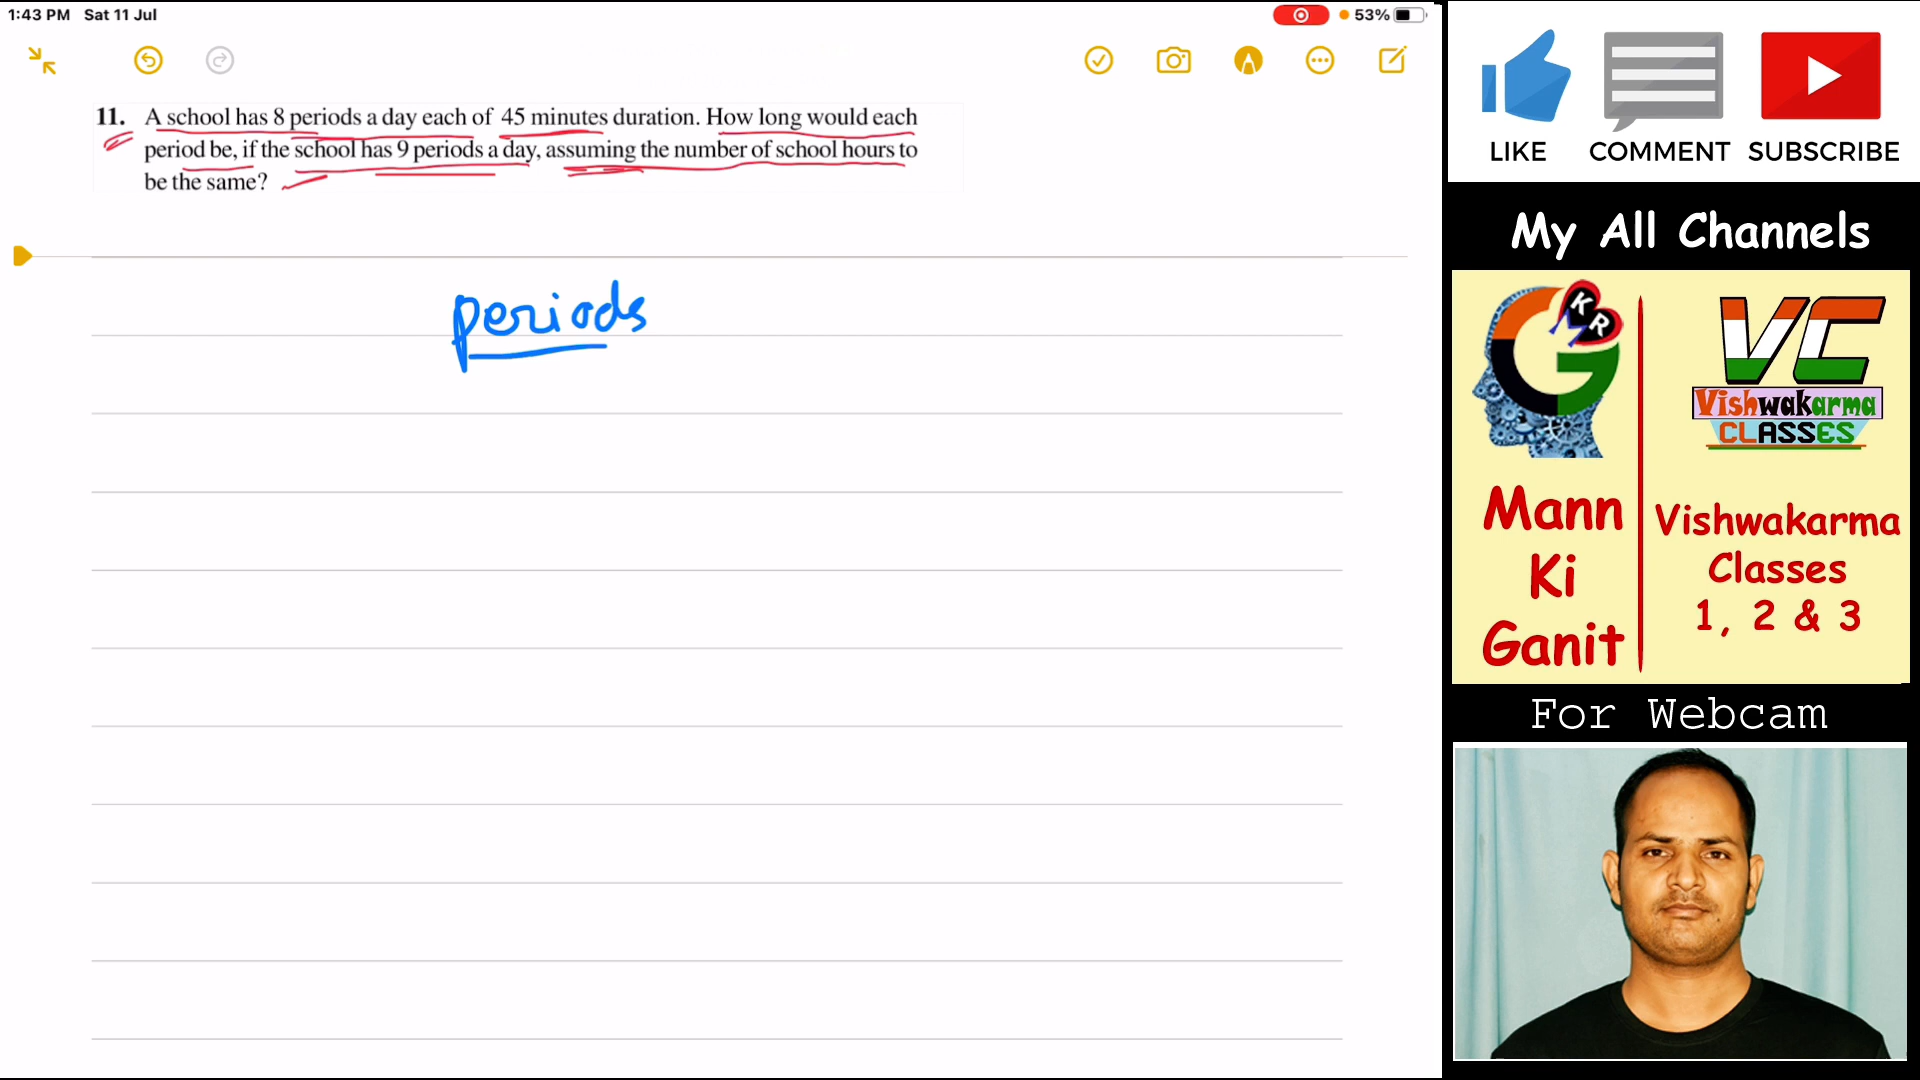 1:43 PM Sat 11 Jul
53%
11. A school has 8 periods a day each of 45 minutes duration. How long would each
period be, if the school has 9 periods a day, assuming the number of school hours to
be the same?
periods
LIKE COMMENT SUBSCRIBE
My All Channels
G
K R
VC
Vishwakarma
CLASSES
Mann
Ki
Ganit
Vishwakarma
Classes
1, 2 & 3
For Webcam